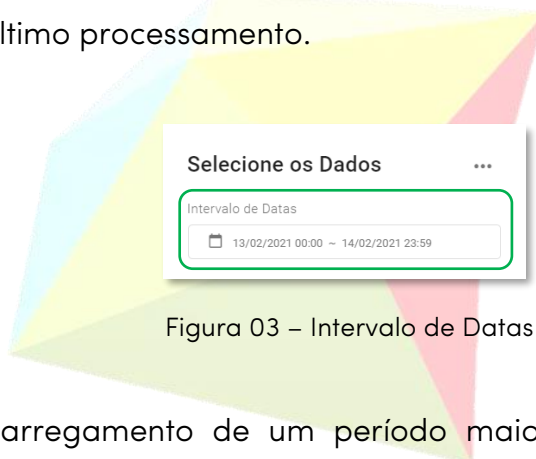 ltimo processamento.
Selecione os Dados ...
Intervalo de Datas
13/02/2021 00:00 ~ 14/02/2021 23:59
Figura 03 – Intervalo de Datas
arregamento de um período maio